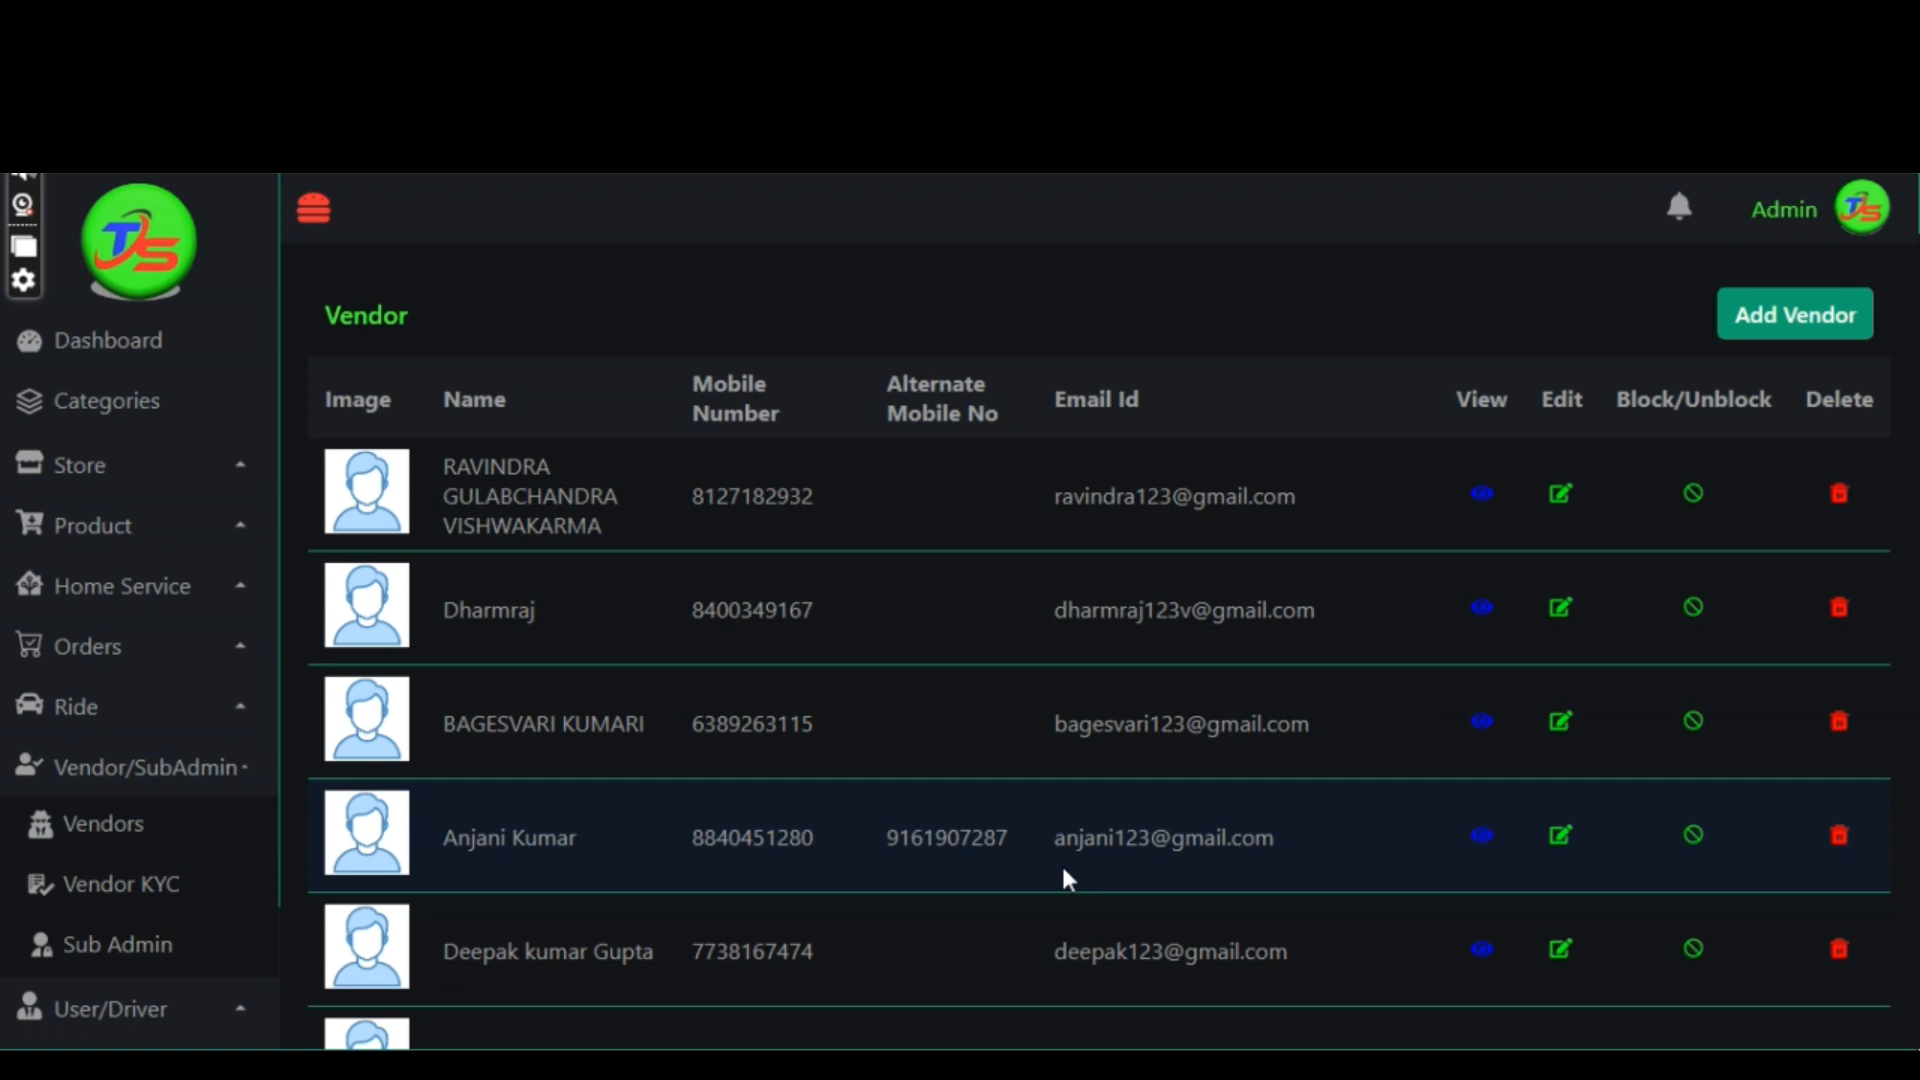 TS
Admin
TS
Dashboard
Categories
Store
Product
Home Service
Orders
Ride
Vendor/SubAdmin
Vendors
Vendor KYC
Sub Admin
User/Driver
Vendor
Add Vendor
Image Name Mobile Number Alternate Mobile No Email Id View Edit Block/Unblock Delete
RAVINDRA GULABCHANDRA VISHWAKARMA 8127182932 ravindra123@gmail.com
Dharmraj 8400349167 dharmraj123v@gmail.com
BAGESVARI KUMARI 6389263115 bagesvari123@gmail.com
Anjani Kumar 8840451280 9161907287 anjani123@gmail.com
Deepak kumar Gupta 7738167474 deepak123@gmail.com